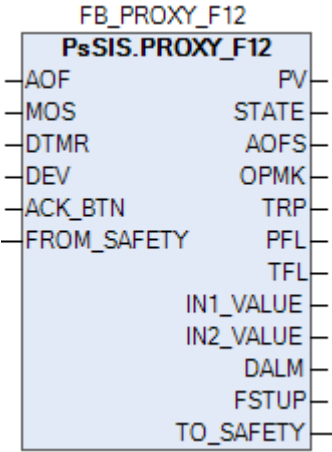 FB_PROXY_F12
PsSIS.PROXY_F12
AOF PV
MOS STATE
DTMR AOFS
DEV OPMK
ACK_BTN TRP
FROM_SAFETY PFL
TFL
IN1_VALUE
IN2_VALUE
DALM
FSTUP
TO_SAFETY